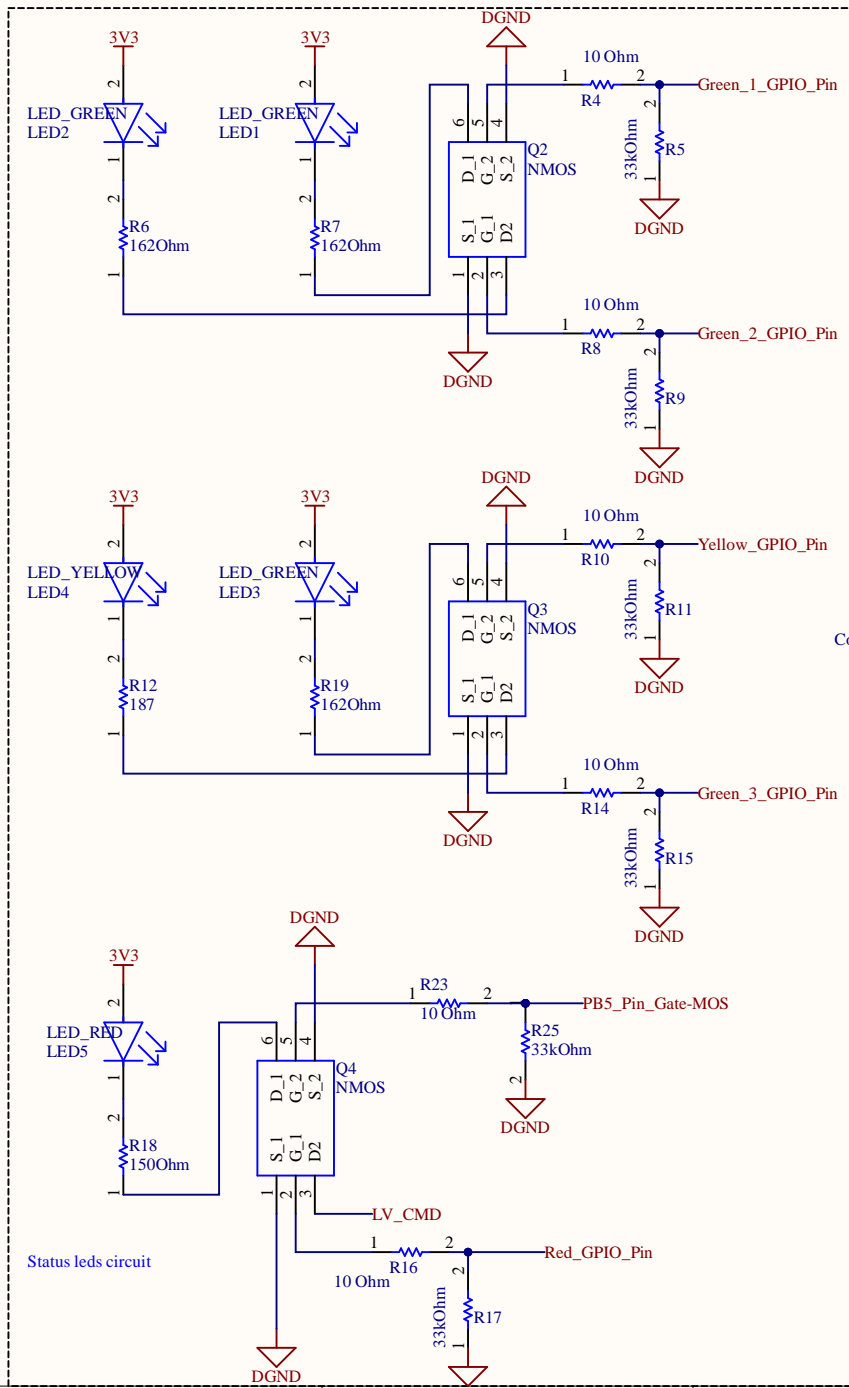 DGND
3V3
3V3
10 Ohm
2
2
1
2
Green_1_GPIO_Pin
R4
LED_GREEN
LED2
LED_GREEN
LED1
6
5
4
2
33kOhm
R5
Q2
NMOS
1
1
D_1
G_2
S_2
1
DGND
2
2
R6
162Ohm
R7
162Ohm
S_1
G_1
D2
1
1
1
2
3
10 Ohm
1
2
Green_2_GPIO_Pin
R8
DGND
2
33kOhm
R9
1
DGND
DGND
3V3
3V3
10 Ohm
2
2
1
2
Yellow_GPIO_Pin
R10
LED_YELLOW
LED4
LED_GREEN
LED3
6
5
4
2
33kOhm
R11
Q3
NMOS
1
1
D_1
G_2
S_2
1
Co
DGND
2
2
R12
187
R19
162Ohm
S_1
G_1
D2
1
1
1
2
3
10 Ohm
1
2
Green_3_GPIO_Pin
R14
DGND
2
33kOhm
R15
1
DGND
DGND
3V3
R23
2
1
2
PB5_Pin_Gate-MOS
10 Ohm
LED_RED
LED5
6
5
4
R25
33kOhm
Q4
NMOS
1
D_1
G_2
S_2
2
DGND
2
R18
150Ohm
S_1
G_1
D2
1
1
2
3
LV_CMD
1
2
Red_GPIO_Pin
R16
10 Ohm
Status leds circuit
2
33kOhm
R17
1
DGND